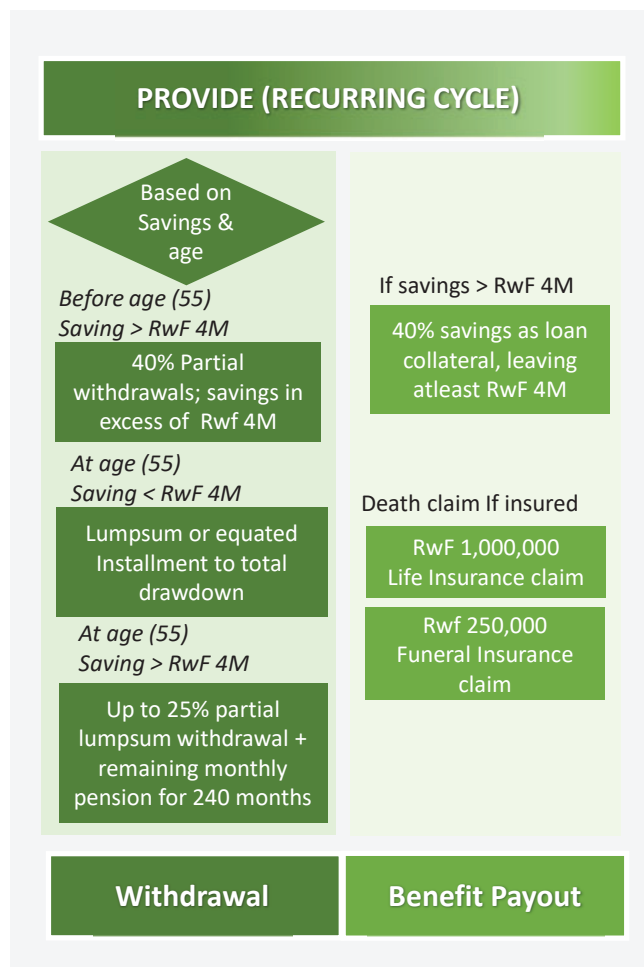 PROVIDE (RECURRING CYCLE)
Based on
Savings &
age
Before age (55)
Saving > RwF 4M
40% Partial
withdrawals; savings in
excess of Rwf 4M
At age (55)
Saving < RwF 4M
Lumpsum or equated
Installment to total
drawdown
At age (55)
Saving > RwF 4M
Up to 25% partial
lumpsum withdrawal +
remaining monthly
pension for 240 months
Withdrawal
If savings > RwF 4M
40% savings as loan
collateral, leaving
atleast RwF 4M
Death claim If insured
RwF 1,000,000
Life Insurance claim
Rwf 250,000
Funeral Insurance
claim
Benefit Payout